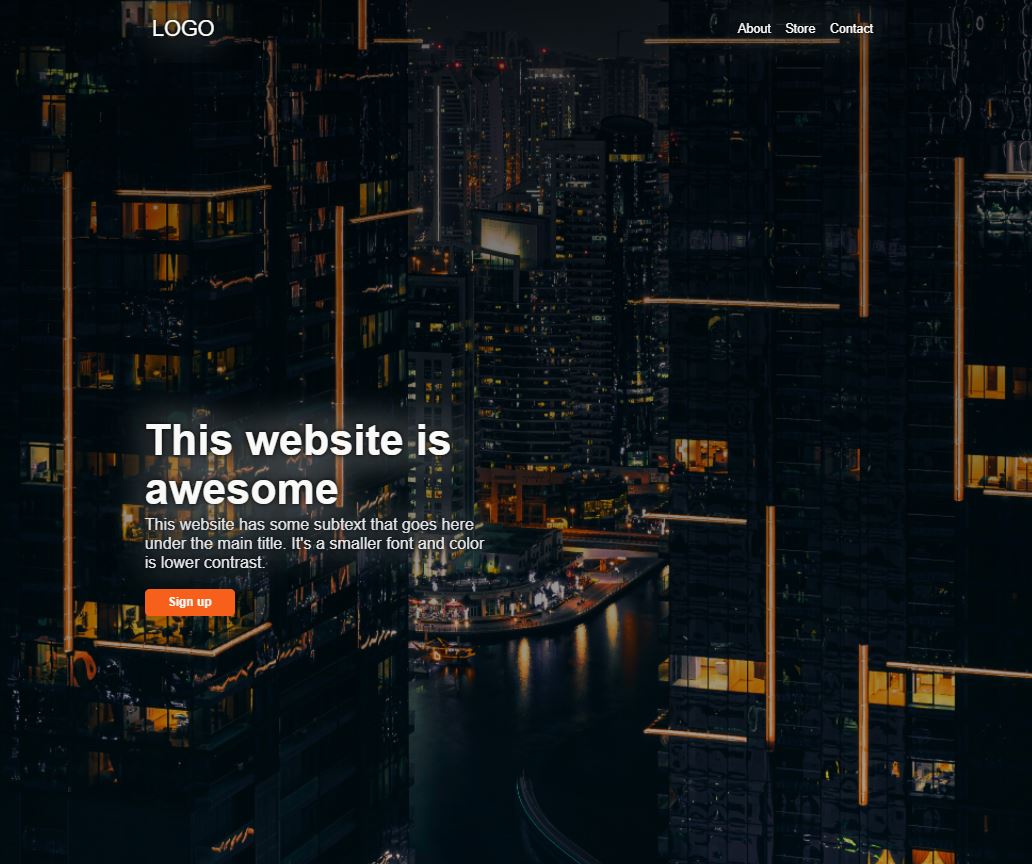 LOGO
About Store Contact
This website is
awesome
This website has some subtext that goes here
under the main title. It's a smaller font and color
is lower contrast.
Sign up